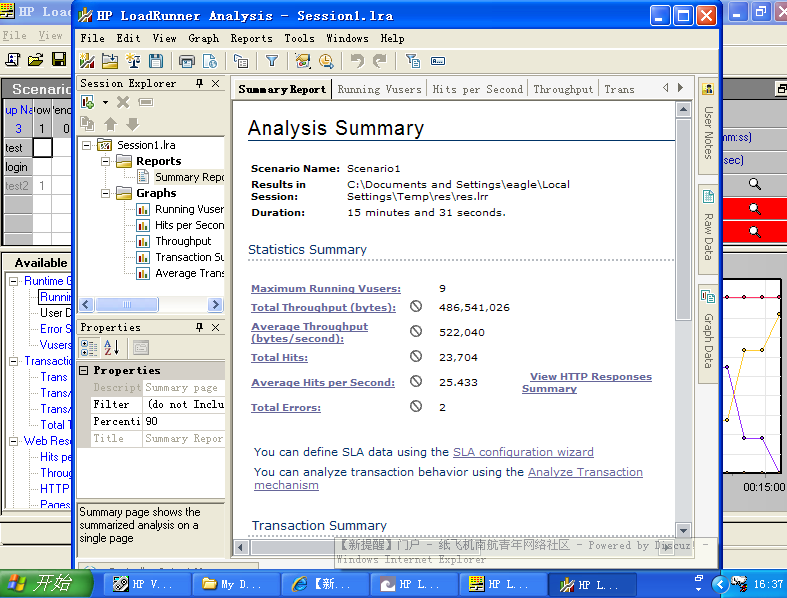 HP Load
HP LoadRunner Analysis - Session1.lra
File View
File Edit View Graph Reports Tools Windows Help
Scenario
Session Explorer
Summary Report
Running Vusers
Hits per Second
Throughput
Trans
3 1 0
test
login
test2 1
Session1.lra
Reports
Summary Repo
Graphs
Running Vuser
Hits per Secon
Throughput
Transaction Su
Average Trans
Analysis Summary
Scenario Name: Scenario1
Results in Session: C:\Documents and Settings\eagle\Local
Settings\Temp\res\res.lrr
Duration: 15 minutes and 31 seconds.
Statistics Summary
Maximum Running Vusers: 9
Total Throughput (bytes): 486,541,026
Average Throughput
(bytes/second): 522,040
Total Hits: 23,704
Average Hits per Second: 25.433
View HTTP Responses
Summary
Total Errors: 2
You can define SLA data using the SLA configuration wizard
You can analyze transaction behavior using the Analyze Transaction
mechanism
Transaction Summary
User Notes
Raw Data
Graph Data
mm:ss)
sec)
00:15:00
Available
Runtime G
Runnin
User D
Error S
Vusers
Transactio
Trans
Trans/
Trans/
Total T
Web Res
Hits pe
Throug
HTTP
Pages
Properties
Properties
Descript Summary page
Filter (do not Inclu
Percenti 90
Title Summary Repor
Summary page shows the
summarized analysis on a
single page
【新提醒】门户 - 纸飞机南航青年网络社区 - Powered by Discuz! -
Windows Internet Explorer
开始
HP V...
My D...
【新...
HP L...
HP L...
HP L...
16:37